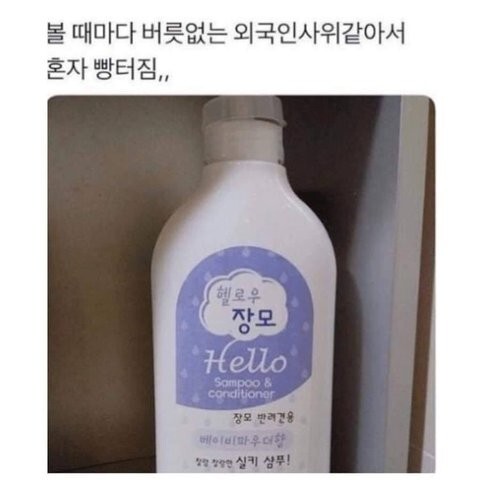 볼 때마다 버릇없는 외국인사위같아서
혼자 빵터짐,,
헬로우
장모
Hello
Sampoo &
conditioner
장모 반려견용
베이비파우더향
찰랑 찰랑한 실키 샴푸!